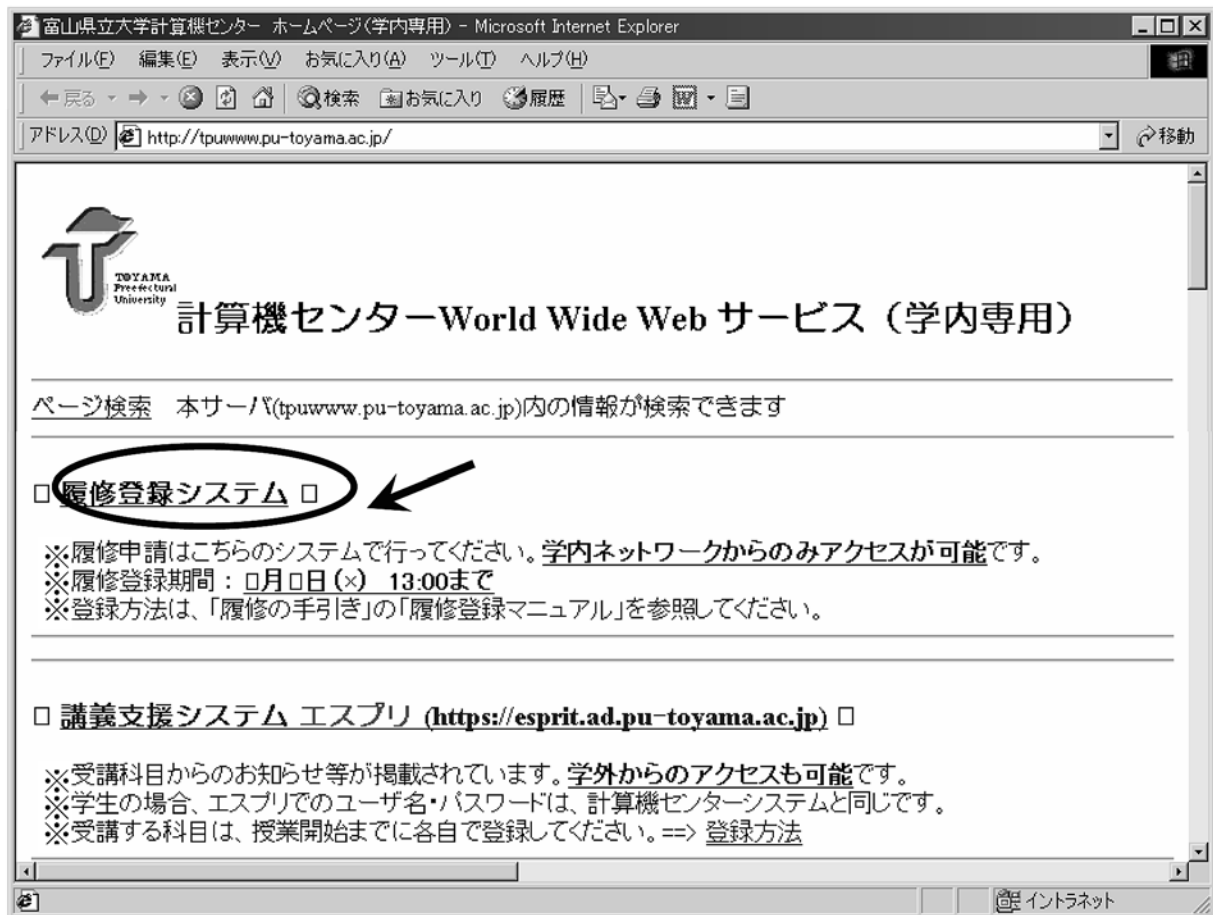 富山県立大学計算機センター ホームページ(学内専用) - Microsoft Internet Explorer
ファイル(F) 編集(E) 表示(V) お気に入り(A) ツール(T) ヘルプ(H)
戻る 検索 お気に入り 履歴
アドレス(D) http://tpuwww.pu-toyama.ac.jp/ 移動
TOYAMA
Preefectural
University
計算機センターWorld Wide Web サービス（学内専用）
ページ検索 本サーバ(tpuwww.pu-toyama.ac.jp)内の情報が検索できます
□ 履修登録システム □
※履修申請はこちらのシステムで行ってください。学内ネットワークからのみアクセスが可能です。
※履修登録期間：□月□日(×) 13:00まで
※登録方法は、「履修の手引き」の「履修登録マニュアル」を参照してください。
□ 講義支援システム エスプリ (https://esprit.ad.pu-toyama.ac.jp) □
※受講科目からのお知らせ等が掲載されています。学外からのアクセスも可能です。
※学生の場合、エスプリでのユーザ名・パスワードは、計算機センターシステムと同じです。
※受講する科目は、授業開始までに各自で登録してください。==> 登録方法
イントラネット